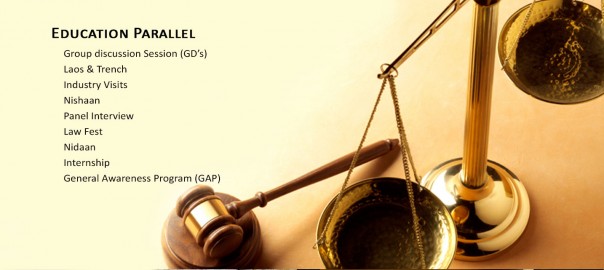 Education Parallel
Group discussion Session (GD's)
Laos & Trench
Industry Visits
Nishaan
Panel Interview
Law Fest
Nidaan
Internship
General Awareness Program (GAP)